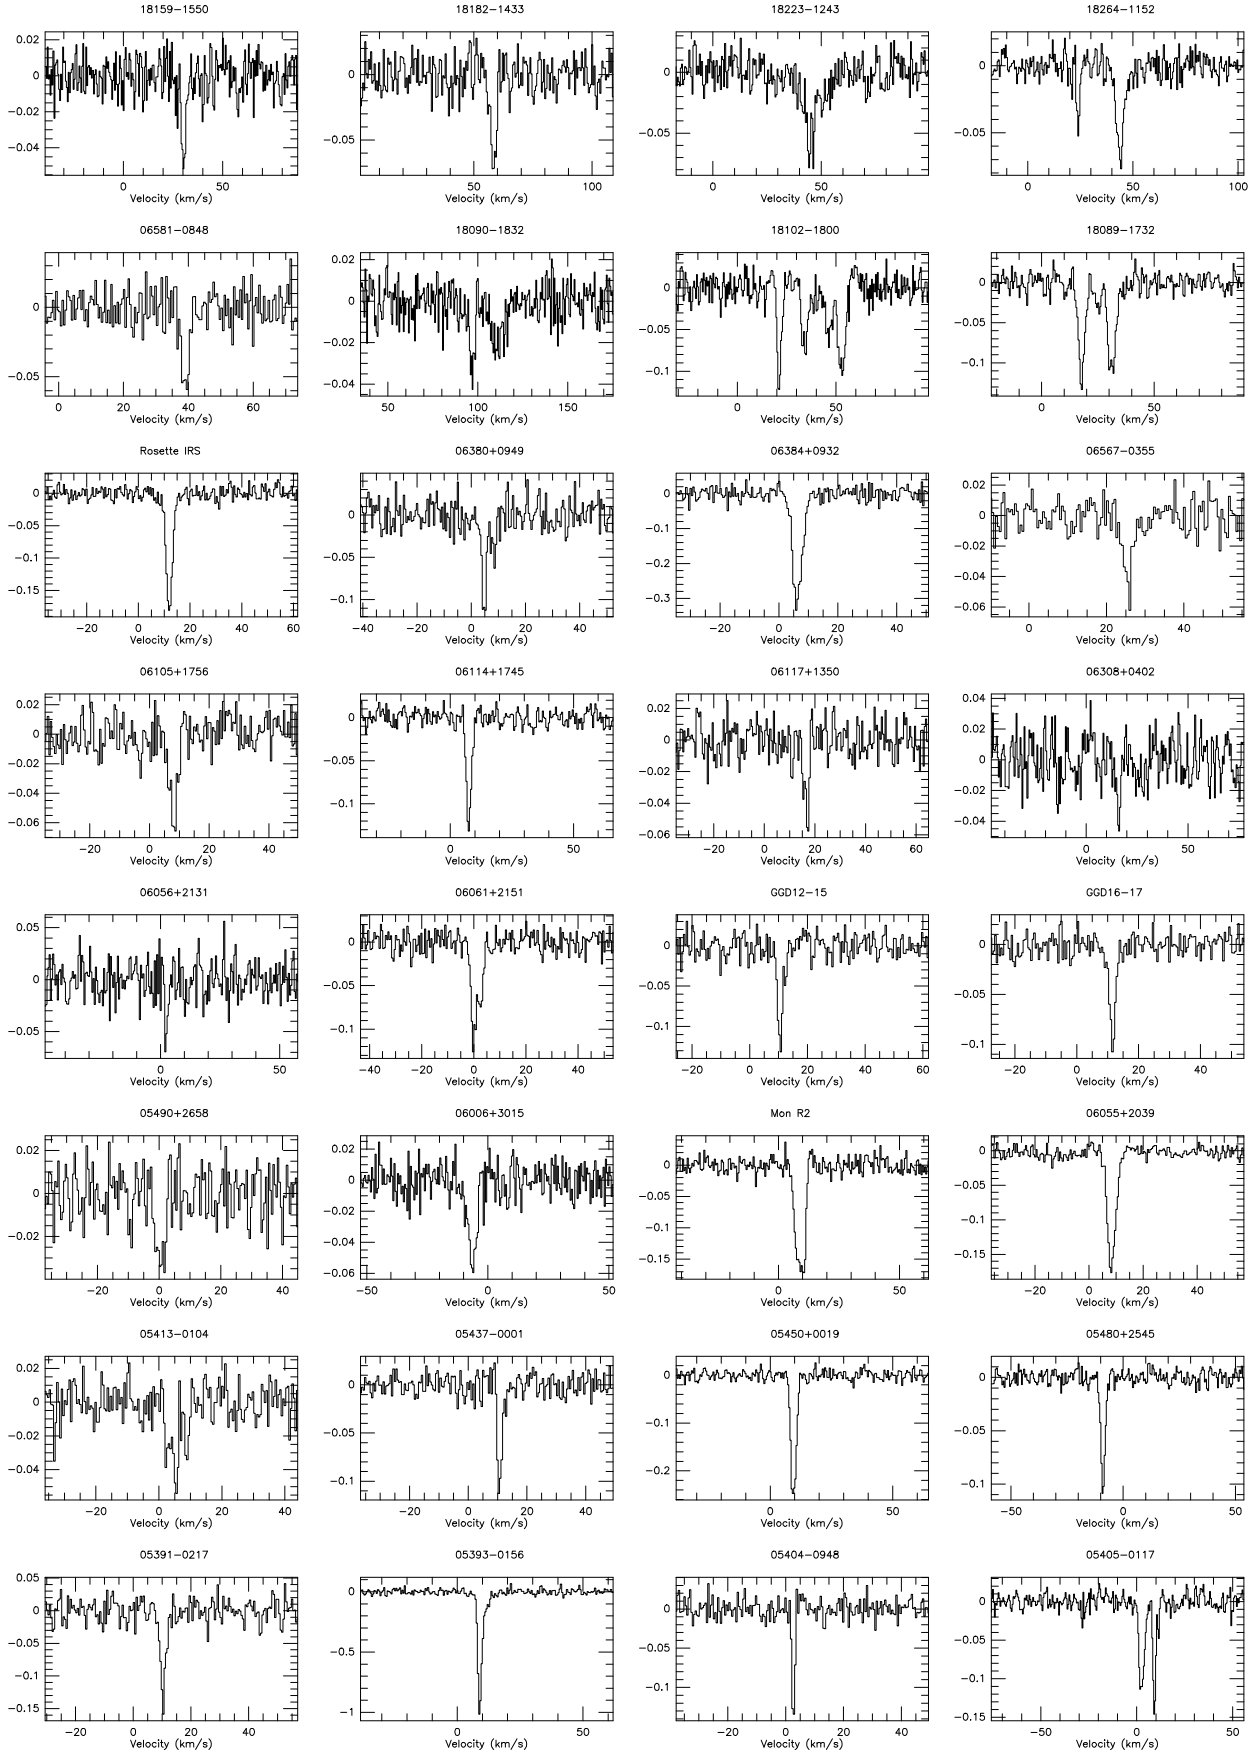 18159−1550
0.02
0
−0.02
−0.04
0 50
Velocity (km/s)
18182−1433
0
−0.05
0 50 100
Velocity (km/s)
18223−1243
0
−0.05
0 50
Velocity (km/s)
18264−1152
0
−0.05
0 50 100
Velocity (km/s)
06581−0848
0
−0.05
0 20 40 60
Velocity (km/s)
18090−1832
0.02
0
−0.02
−0.04
50 100 150
Velocity (km/s)
18102−1800
0
−0.05
−0.1
0 50
Velocity (km/s)
18089−1732
0
−0.1
0 50
Velocity (km/s)
Rosette IRS
0
−0.05
−0.1
−0.15
−20 0 20 40 60
Velocity (km/s)
06380+0949
0
−0.05
−0.1
−40 −20 0 20 40
Velocity (km/s)
06384+0932
0
−0.1
−0.2
−0.3
−20 0 20 40
Velocity (km/s)
06567−0355
0.02
0
−0.02
−0.04
−0.06
0 20 40
Velocity (km/s)
06105+1756
0.02
0
−0.02
−0.04
−0.06
−20 0 20 40
Velocity (km/s)
06114+1745
0
−0.05
−0.1
0 50
Velocity (km/s)
06117+1350
0.02
0
−0.02
−0.04
−0.06
−20 0 20 40 60
Velocity (km/s)
06308+0402
0.04
0.02
0
−0.02
−0.04
0 50
Velocity (km/s)
06056+2131
0.05
0
−0.05
0 50
Velocity (km/s)
06061+2151
0
−0.05
−0.1
−40 −20 0 20 40
Velocity (km/s)
GGD12−15
0
−0.05
−0.1
−20 0 20 40 60
Velocity (km/s)
GGD16−17
0
−0.05
−0.1
−20 0 20 40
Velocity (km/s)
05490+2658
0.02
0
−0.02
−20 0 20 40
Velocity (km/s)
06006+3015
0.02
0
−0.02
−0.04
−0.06
−50 0 50
Velocity (km/s)
Mon R2
0
−0.05
−0.1
−0.15
0 50
Velocity (km/s)
06055+2039
0
−0.05
−0.1
−0.15
−20 0 20 40
Velocity (km/s)
05413−0104
0.02
0
−0.02
−0.04
−20 0 20 40
Velocity (km/s)
05437−0001
0
−0.05
−0.1
−20 0 20 40
Velocity (km/s)
05450+0019
0
−0.1
−0.2
0 50
Velocity (km/s)
05480+2545
0
−0.05
−0.1
−50 0 50
Velocity (km/s)
05391−0217
0.05
0
−0.05
−0.1
−0.15
−20 0 20 40
Velocity (km/s)
05393−0156
0
−0.5
−1
0 50
Velocity (km/s)
05404−0948
0
−0.05
−0.1
−20 0 20 40
Velocity (km/s)
05405−0117
0
−0.05
−0.1
−0.15
−50 0 50
Velocity (km/s)